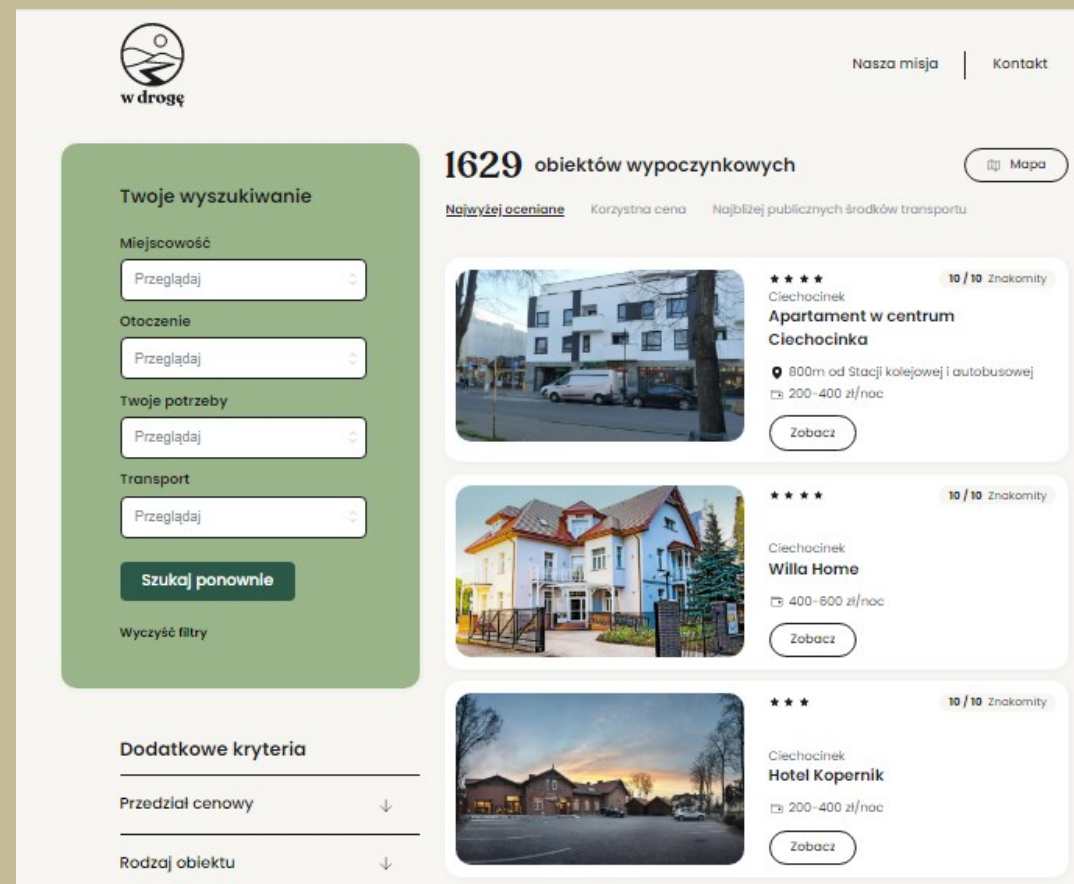 w drogę
Nasza misja
Kontakt
Twoje wyszukiwanie
Miejscowość
Przeglądaj
Otoczenie
Przeglądaj
Twoje potrzeby
Przeglądaj
Transport
Przeglądaj
Szukaj ponownie
Wyczyść filtry
Dodatkowe kryteria
Przedział cenowy
Rodzaj obiektu
1629 obiektów wypoczynkowych
Mapa
Najwyżej oceniane Korzystna cena Najbliżej publicznych środków transportu
10 / 10 Znakomity
Ciechocinek
Apartament w centrum
Ciechocinka
800m od Stacji kolejowej i autobusowej
200-400 zł/noc
Zobacz
10 / 10 Znakomity
Ciechocinek
Willa Home
400-600 zł/noc
Zobacz
10 / 10 Znakomity
Ciechocinek
Hotel Kopernik
200-400 zł/noc
Zobacz